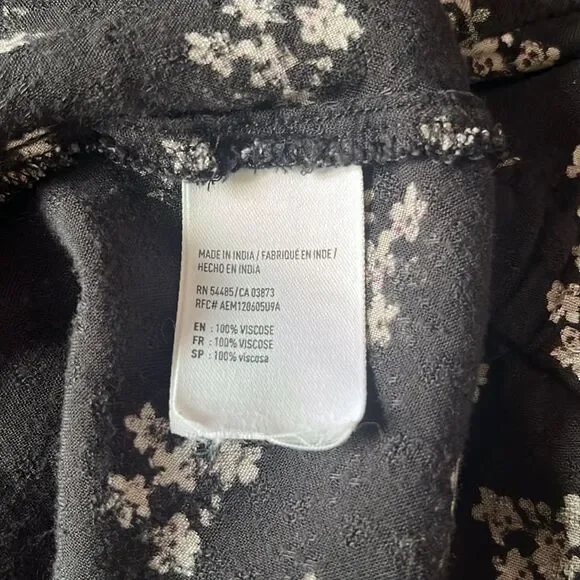 MADE IN INDIA / FABRIQUÉ EN INDE /
HECHO EN INDIA
RN 54485/CA 03873
RFC# AEM120605U9A
EN : 100% VISCOSE
FR : 100% VISCOSE
SP : 100% viscosa